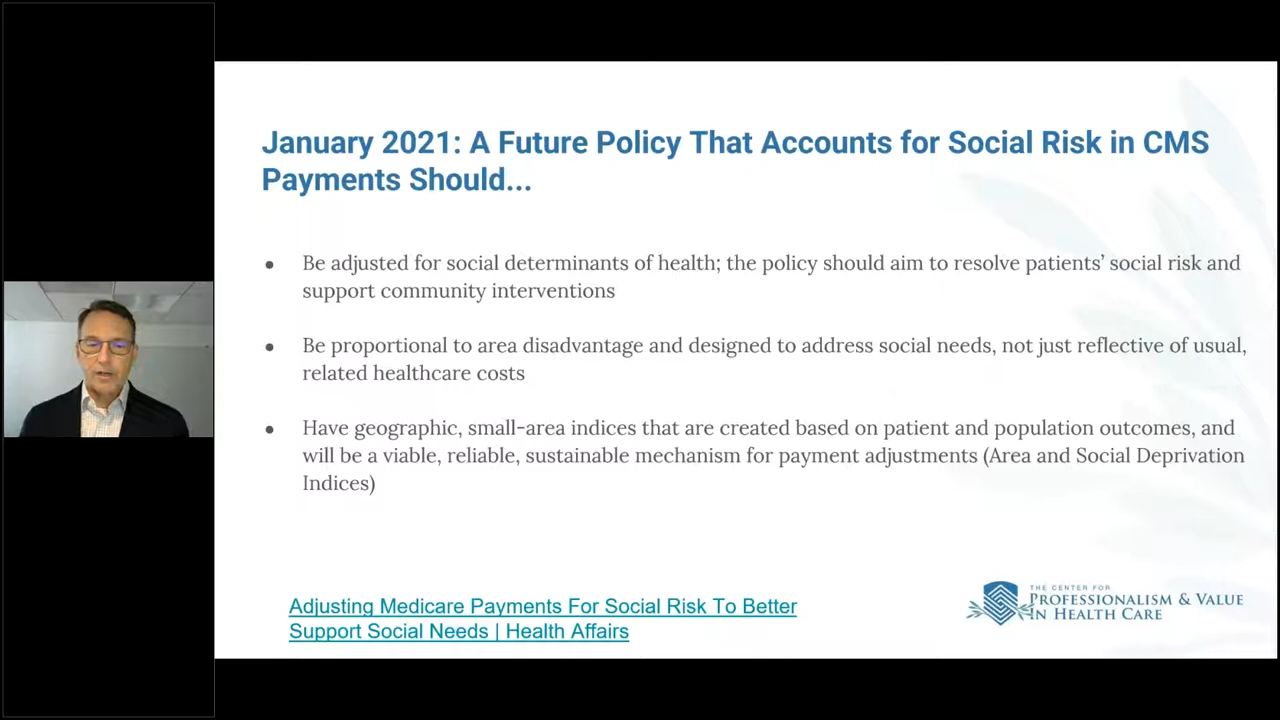 January 2021: A Future Policy That Accounts for Social Risk in CMS
Payments Should...
● Be adjusted for social determinants of health; the policy should aim to resolve patients’ social risk and
support community interventions
● Be proportional to area disadvantage and designed to address social needs, not just reflective of usual,
related healthcare costs
● Have geographic, small-area indices that are created based on patient and population outcomes, and
will be a viable, reliable, sustainable mechanism for payment adjustments (Area and Social Deprivation
Indices)
Adjusting Medicare Payments For Social Risk To Better
Support Social Needs | Health Affairs
THE CENTER FOR
PROFESSIONALISM & VALUE
IN HEALTH CARE